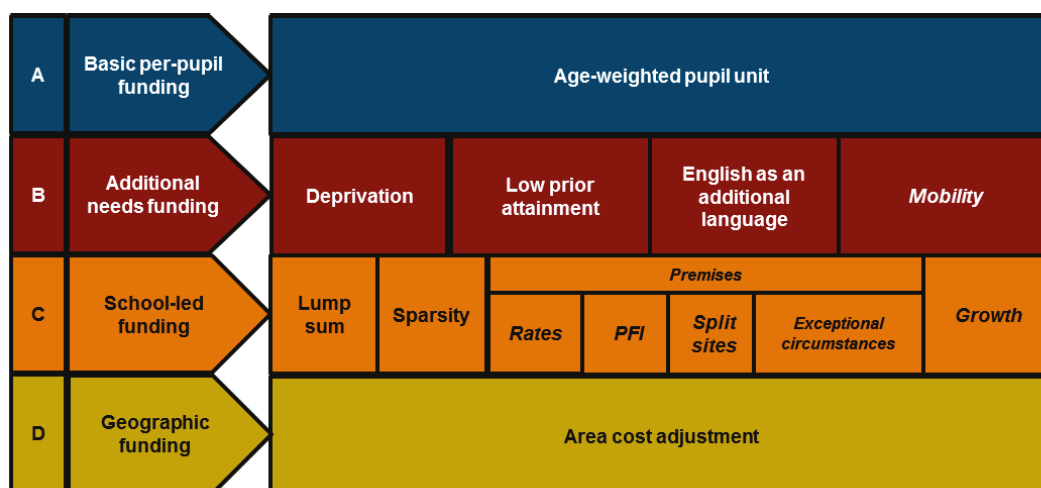 A
Basic per-pupil
funding
Age-weighted pupil unit
B
Additional
needs funding
Deprivation
Low prior
attainment
English as an
additional
language
Mobility
C
School-led
funding
Lump
sum
Sparsity
Premises
Rates
PFI
Split
sites
Exceptional
circumstances
Growth
D
Geographic
funding
Area cost adjustment